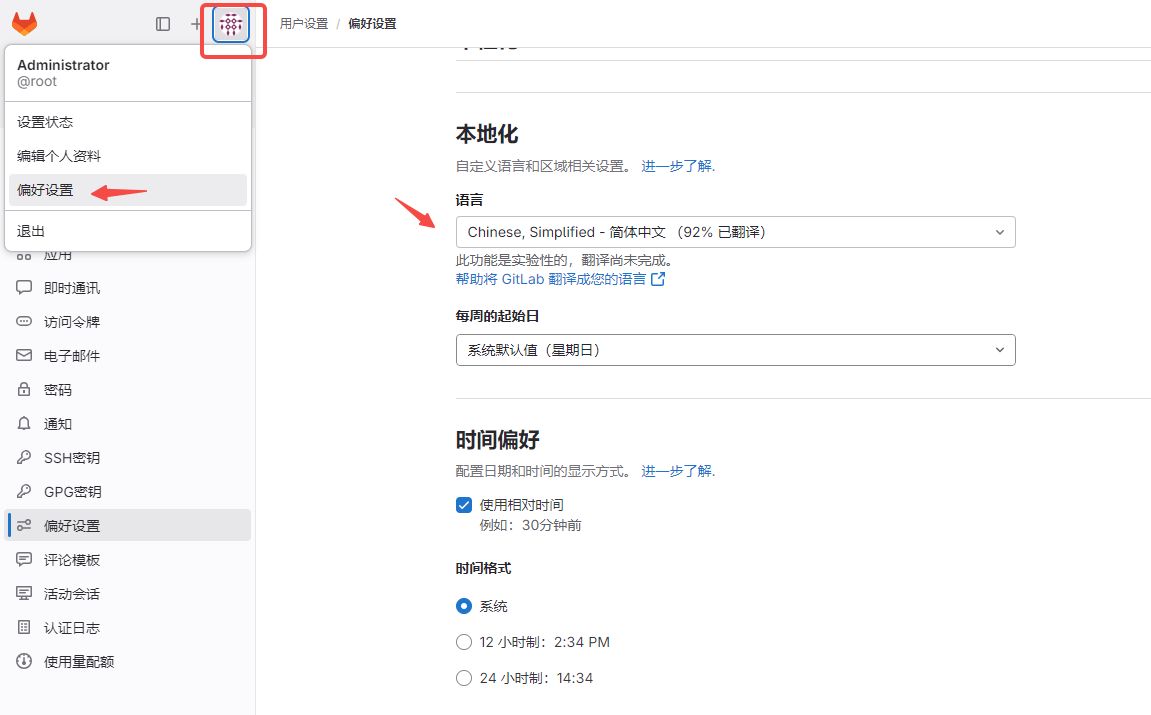 用户设置 / 偏好设置
Administrator
@root
设置状态
编辑个人资料
偏好设置
退出
应用
即时通讯
访问令牌
电子邮件
密码
通知
SSH密钥
GPG密钥
偏好设置
评论模板
活动会话
认证日志
使用量配额
本地化
自定义语言和区域相关设置。 进一步了解.
语言
Chinese, Simplified - 简体中文 （92% 已翻译）
此功能是实验性的，翻译尚未完成。
帮助将 GitLab 翻译成您的语言
每周的起始日
系统默认值（星期日）
时间偏好
配置日期和时间的显示方式。 进一步了解.
使用相对时间
例如：30分钟前
时间格式
系统
12 小时制：2:34 PM
24 小时制：14:34